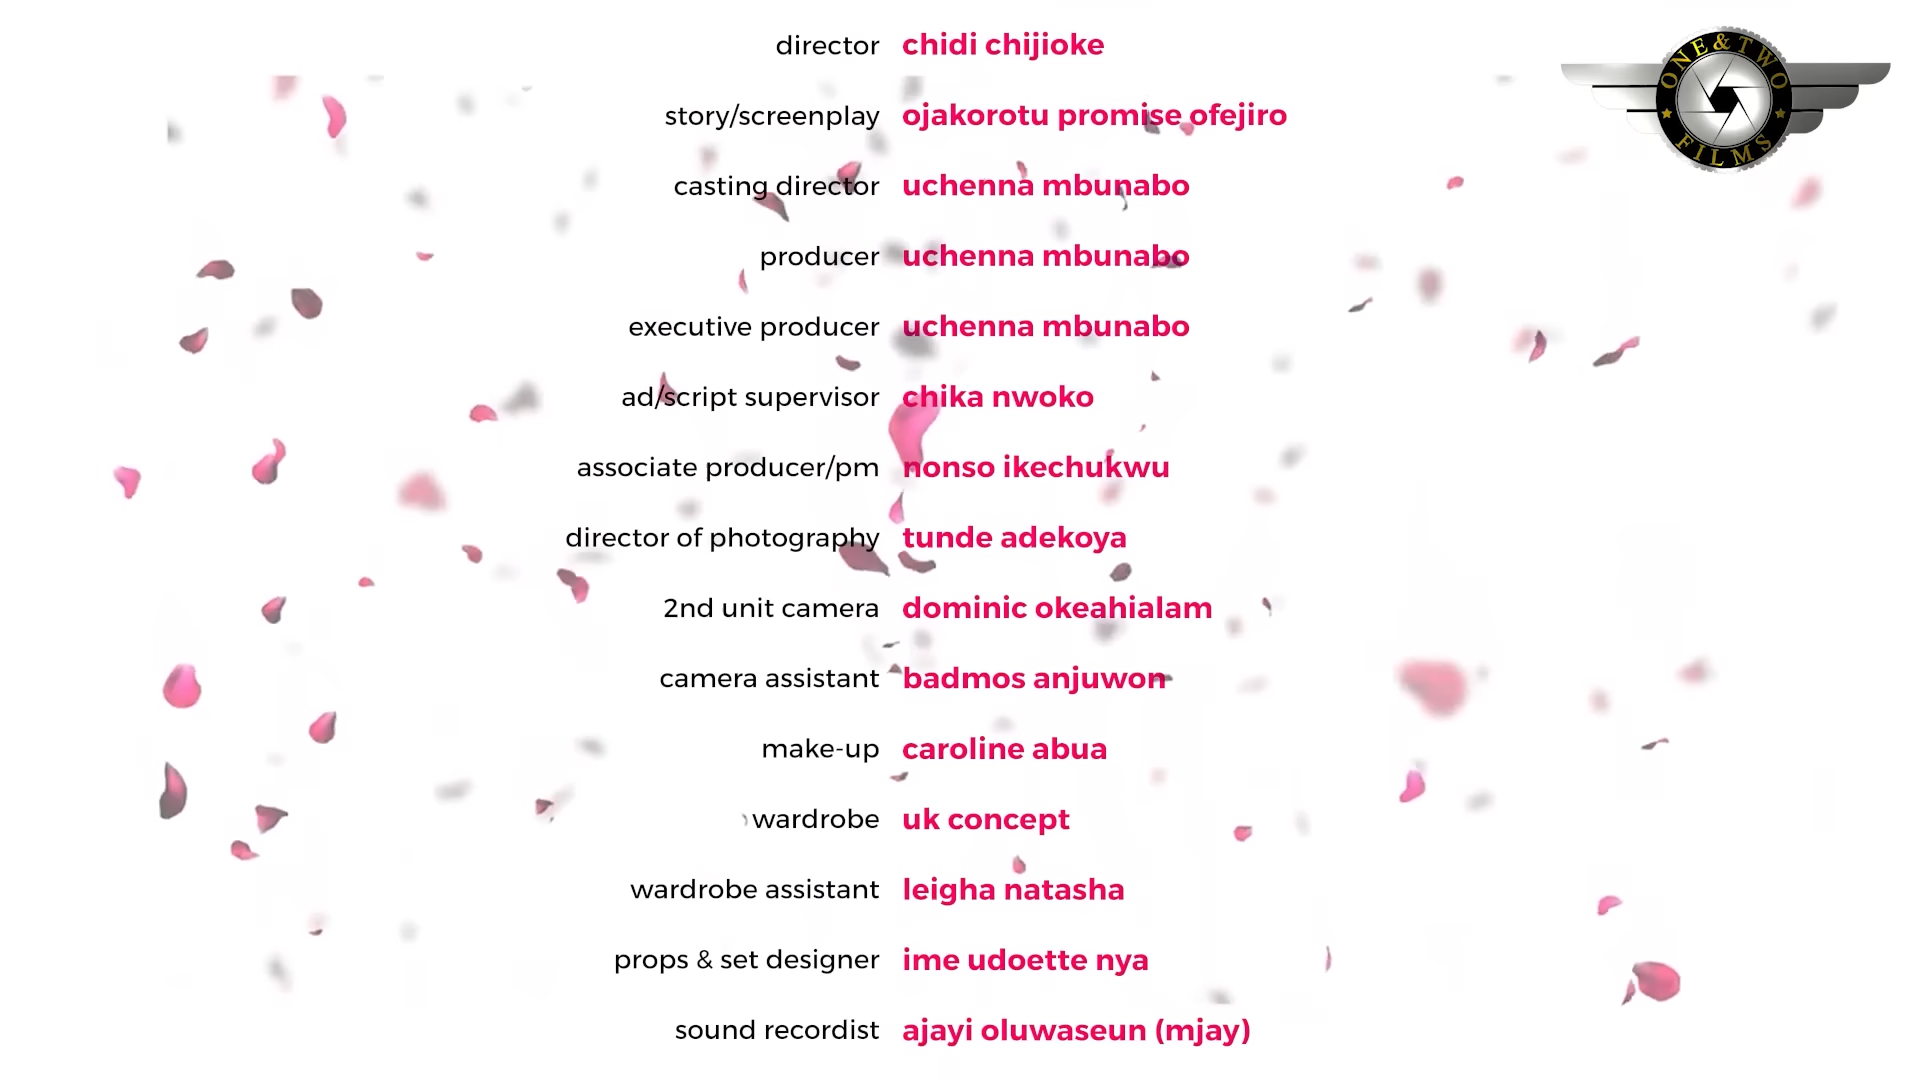 director chidi chijioke
ONE&TWO
FILMS
story/screenplay ojakorotu promise ofejiro
casting director uchenna mbunabo
producer uchenna mbunabo
executive producer uchenna mbunabo
ad/script supervisor chika nwoko
associate producer/pm nonso ikechukwu
director of photography tunde adekoya
2nd unit camera dominic okeahialam
camera assistant badmos anjuwon
make-up caroline abua
wardrobe uk concept
wardrobe assistant leigha natasha
props & set designer ime udoette nya
sound recordist ajayi oluwaseun (mjay)